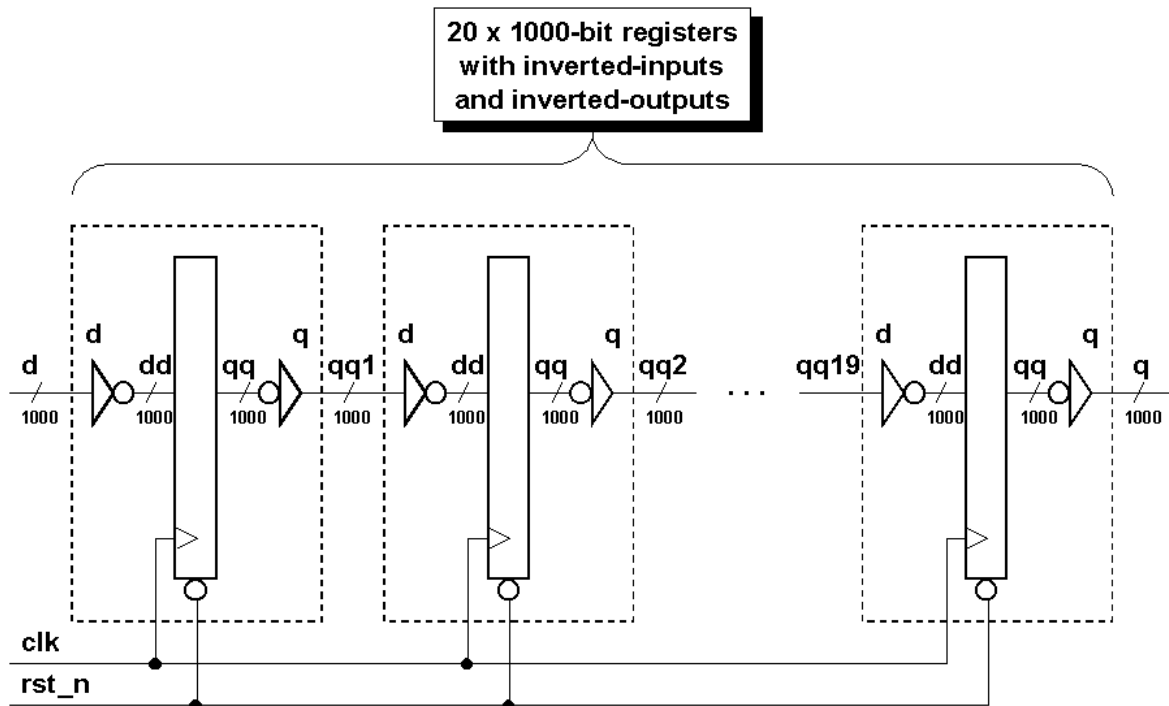 20 x 1000-bit registers
with inverted-inputs
and inverted-outputs
d q d q d q
d dd qq qq1 dd qq qq2 ... qq19 dd qq q
1000 1000 1000 1000 1000 1000 1000 1000 1000 1000
clk
rst_n